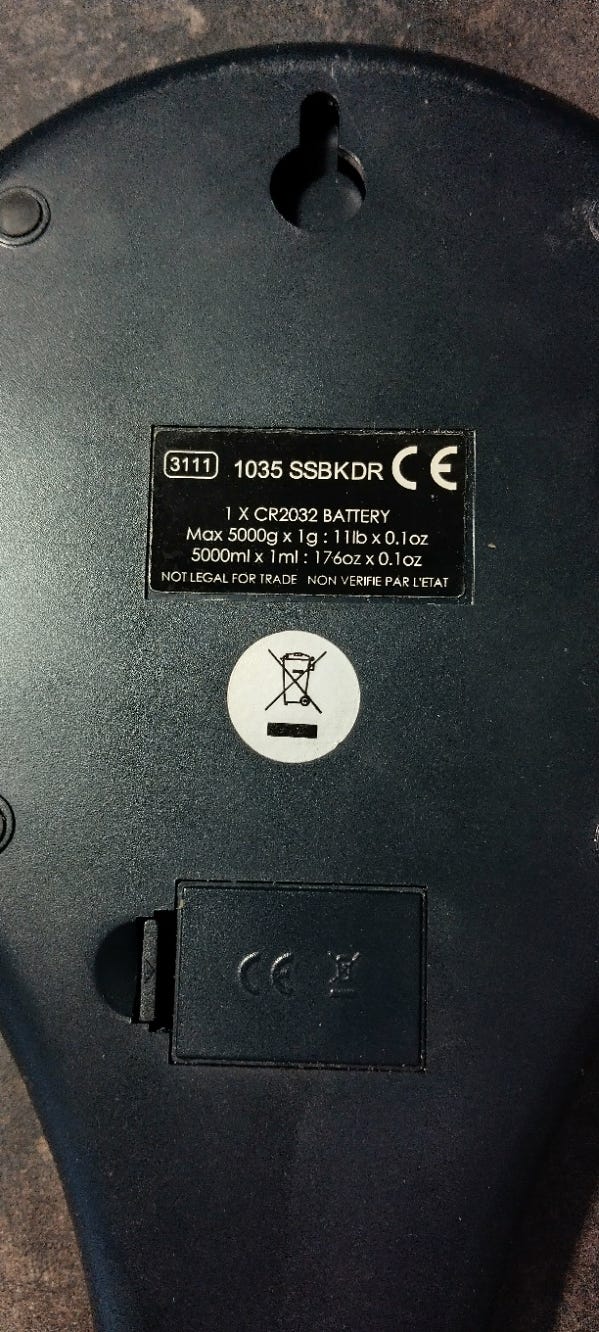 3111 1035 SSBKDR CE
1 X CR2032 BATTERY
Max 5000g x 1g : 11lb x 0.1oz
5000ml x 1ml : 176oz x 0.1oz
NOT LEGAL FOR TRADE NON VERIFIE PAR L'ETAT
CE